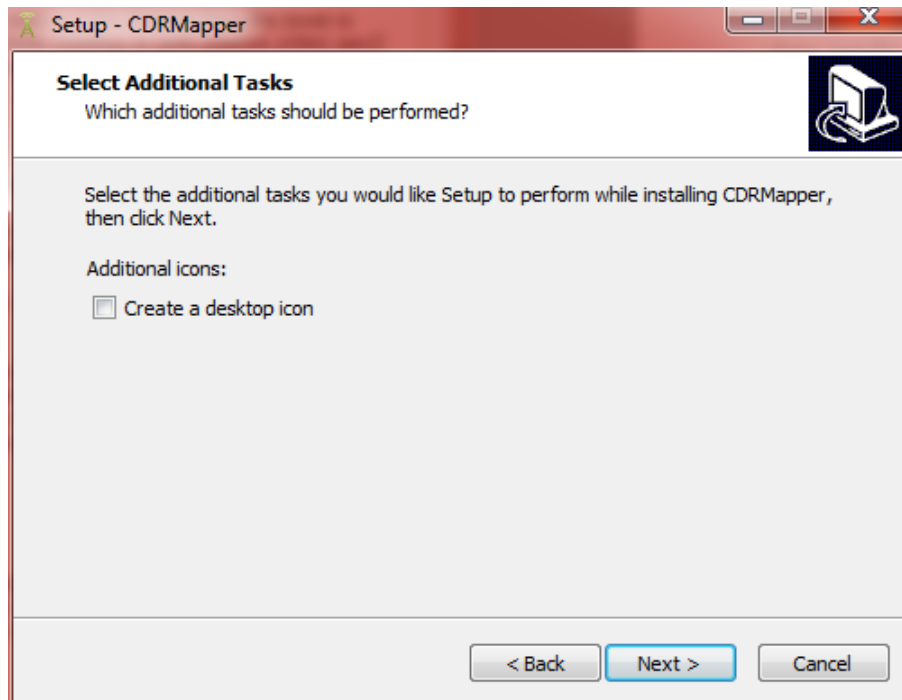 Setup - CDRMapper
Select Additional Tasks
Which additional tasks should be performed?
Select the additional tasks you would like Setup to perform while installing CDRMapper,
then click Next.
Additional icons:
Create a desktop icon
< Back
Next >
Cancel